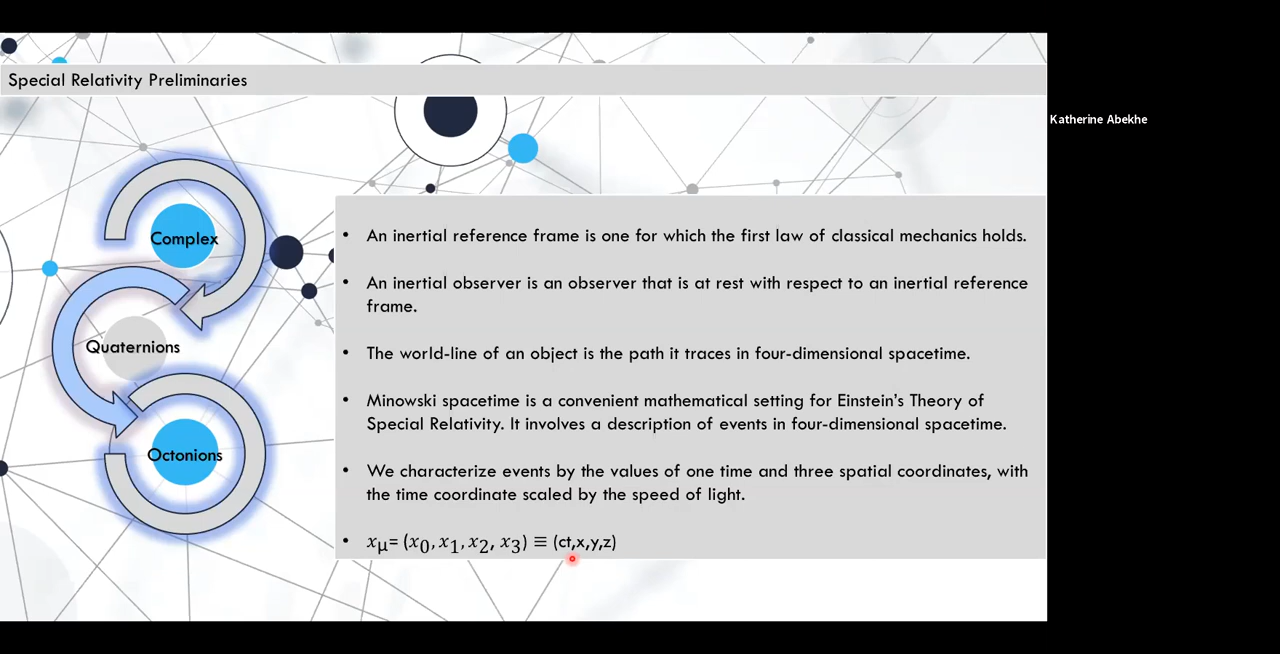 Special Relativity Preliminaries
Katherine Abekhe
Complex
Quaternions
Octonions
• An inertial reference frame is one for which the first law of classical mechanics holds.
• An inertial observer is an observer that is at rest with respect to an inertial reference
frame.
• The world-line of an object is the path it traces in four-dimensional spacetime.
• Minowski spacetime is a convenient mathematical setting for Einstein's Theory of
Special Relativity. It involves a description of events in four-dimensional spacetime.
• We characterize events by the values of one time and three spatial coordinates, with
the time coordinate scaled by the speed of light.
• xμ= (x0, x1, x2, x3) ≡ (ct,x,y,z)